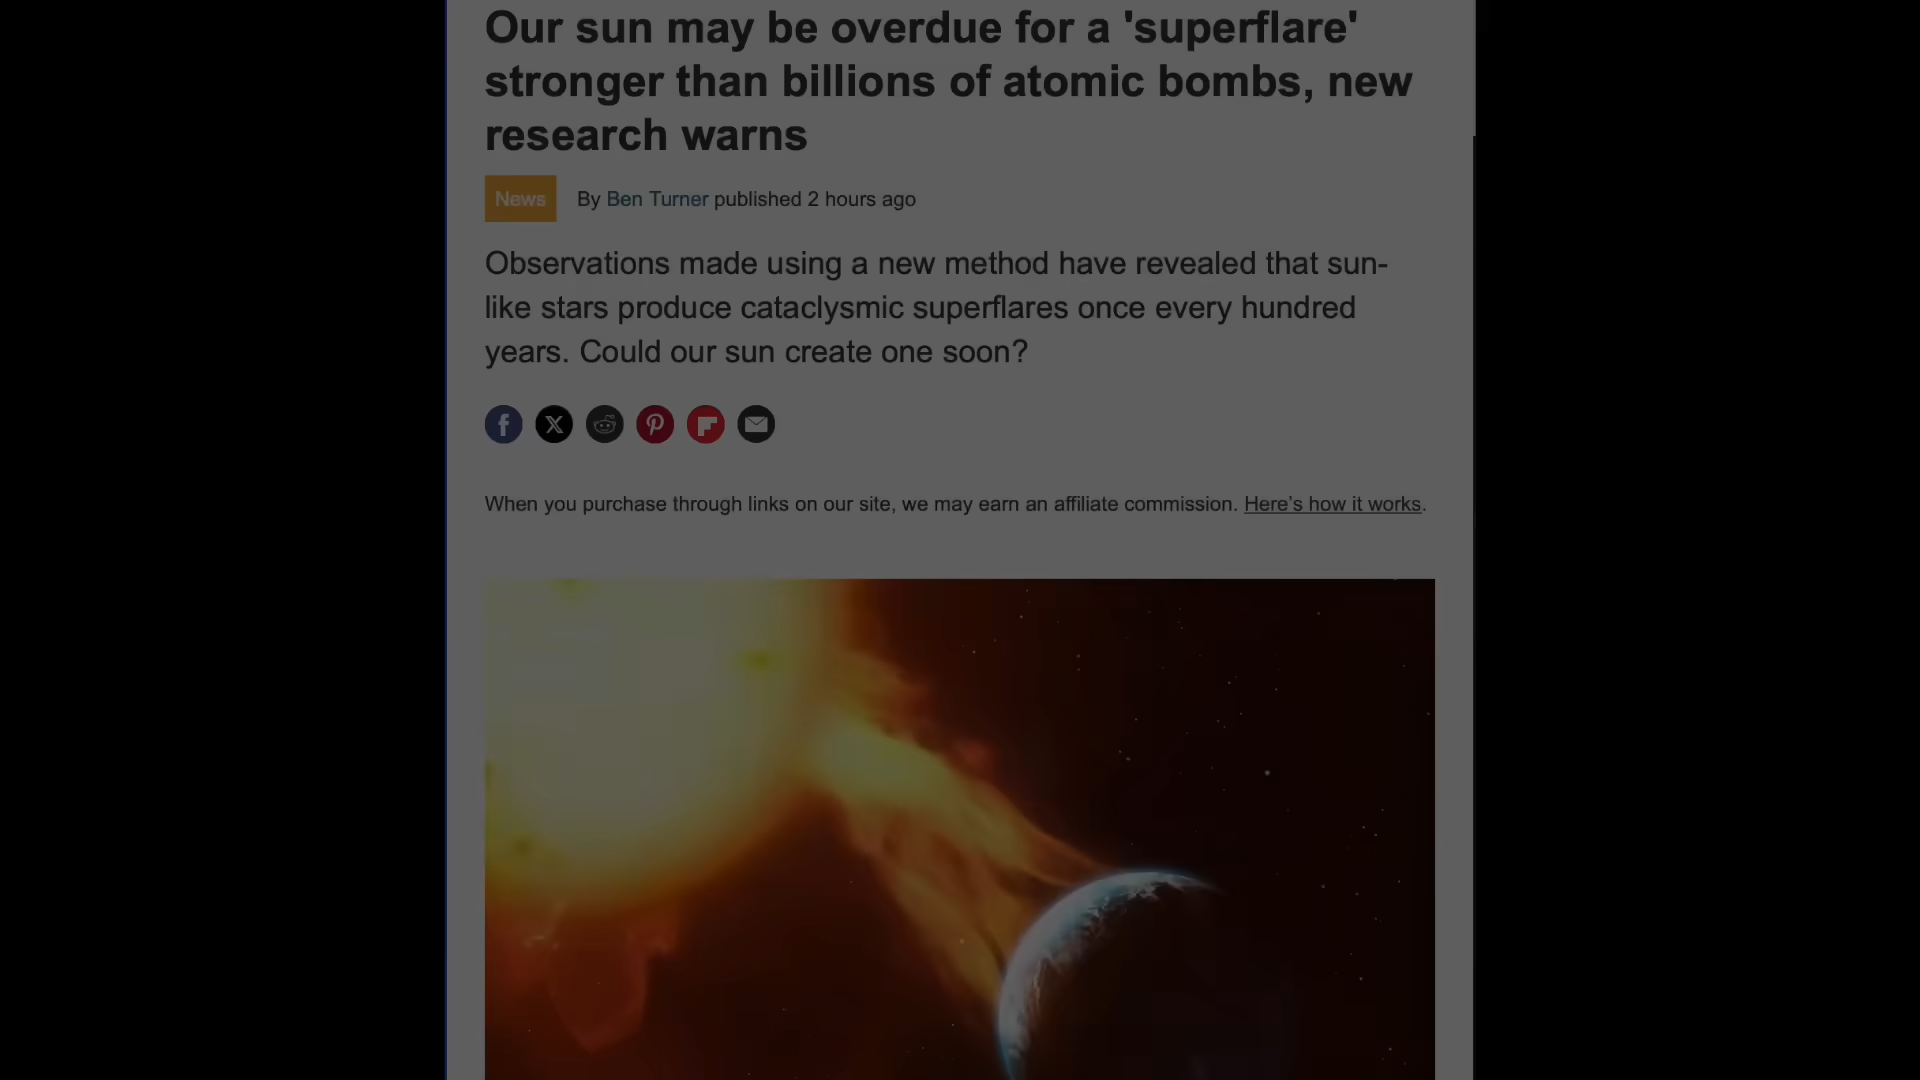 Our sun may be overdue for a 'superflare'
stronger than billions of atomic bombs, new
research warns
News By Ben Turner published 2 hours ago
Observations made using a new method have revealed that sun-
like stars produce cataclysmic superflares once every hundred
years. Could our sun create one soon?
When you purchase through links on our site, we may earn an affiliate commission. Here’s how it works.